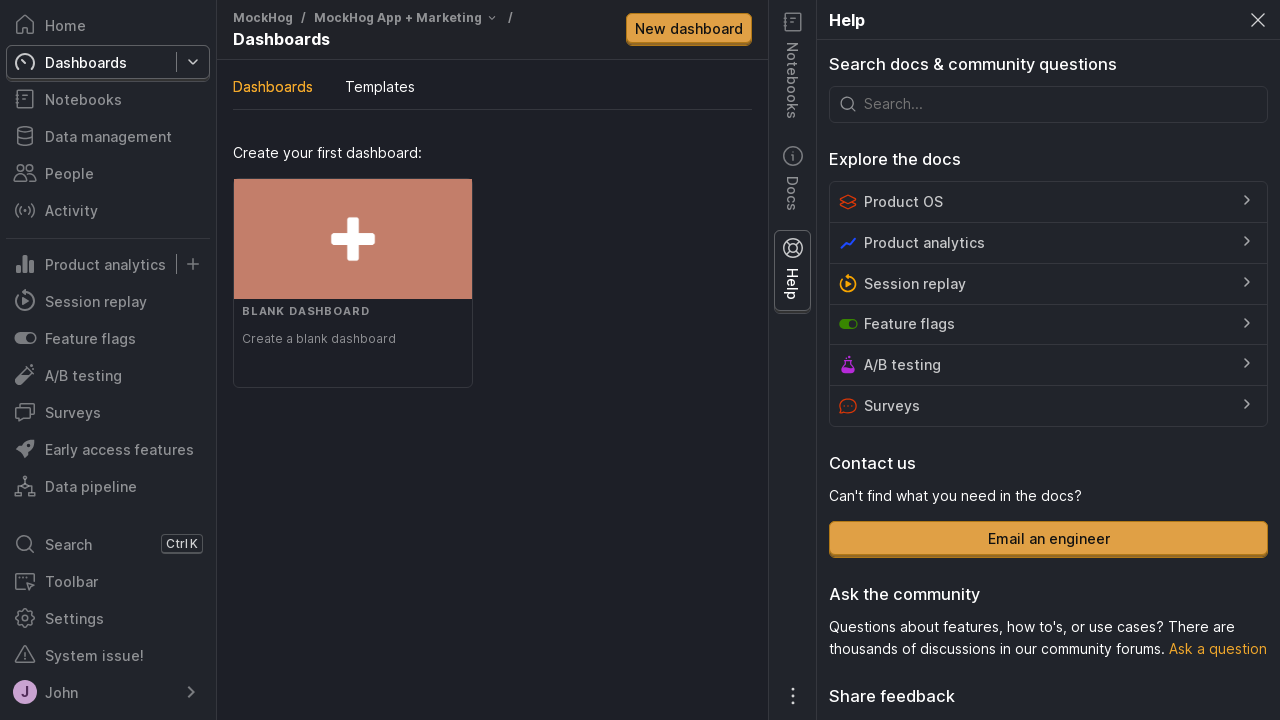 Home
Dashboards
Notebooks
Data management
People
Activity
Product analytics
Session replay
Feature flags
A/B testing
Surveys
Early access features
Data pipeline
Search
Ctrl K
Toolbar
Settings
System issue!
J
John
MockHog / MockHog App + Marketing /
Dashboards
New dashboard
Dashboards
Templates
Create your first dashboard:
BLANK DASHBOARD
Create a blank dashboard
Notebooks
Docs
Help
Help
Search docs & community questions
Search...
Explore the docs
Product OS
Product analytics
Session replay
Feature flags
A/B testing
Surveys
Contact us
Can't find what you need in the docs?
Email an engineer
Ask the community
Questions about features, how to's, or use cases? There are
thousands of discussions in our community forums. Ask a question
Share feedback